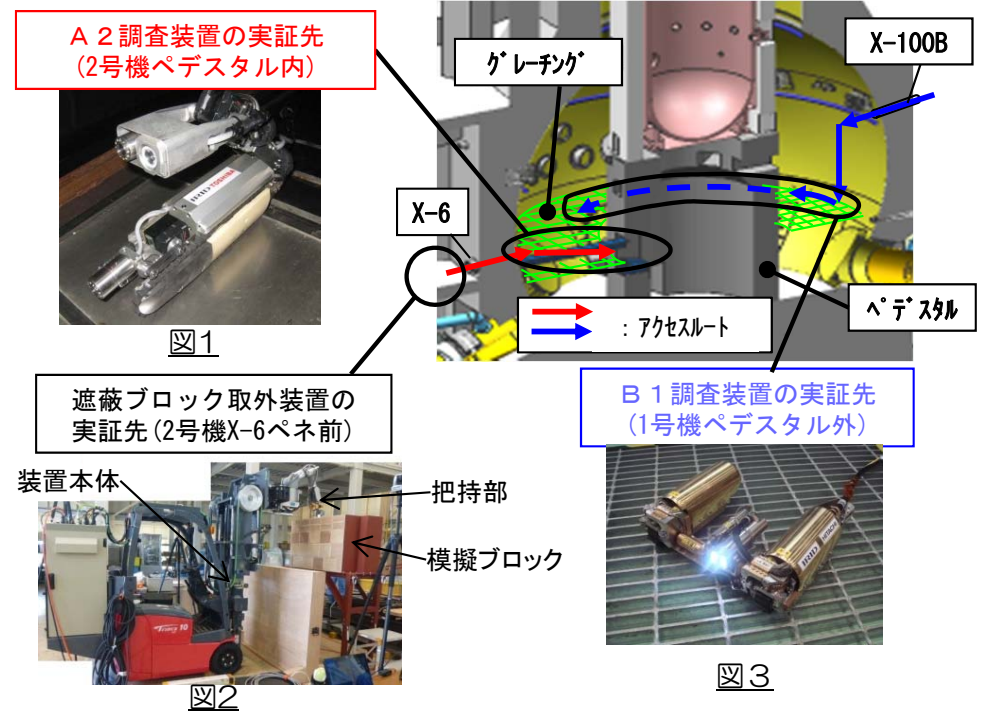 A2調査装置の実証先
(2号機ペデスタル内)
グレーチング
X-100B
IRID TOSHIBA
X-6
ペデスタル
：アクセスルート
図1
遮蔽ブロック取外装置の
実証先(2号機X-6ペネ前)
B1調査装置の実証先
(1号機ペデスタル外)
装置本体
把持部
模擬ブロック
10
IRID
図2
図3